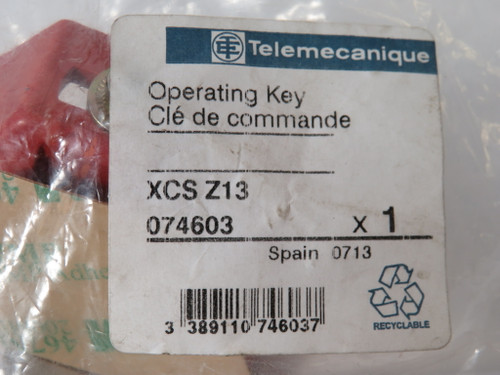 Telemecanique
Operating Key
Clé de commande
XCS Z13
074603 x 1
Spain 0713
3 389110 746037
RECYCLABLE